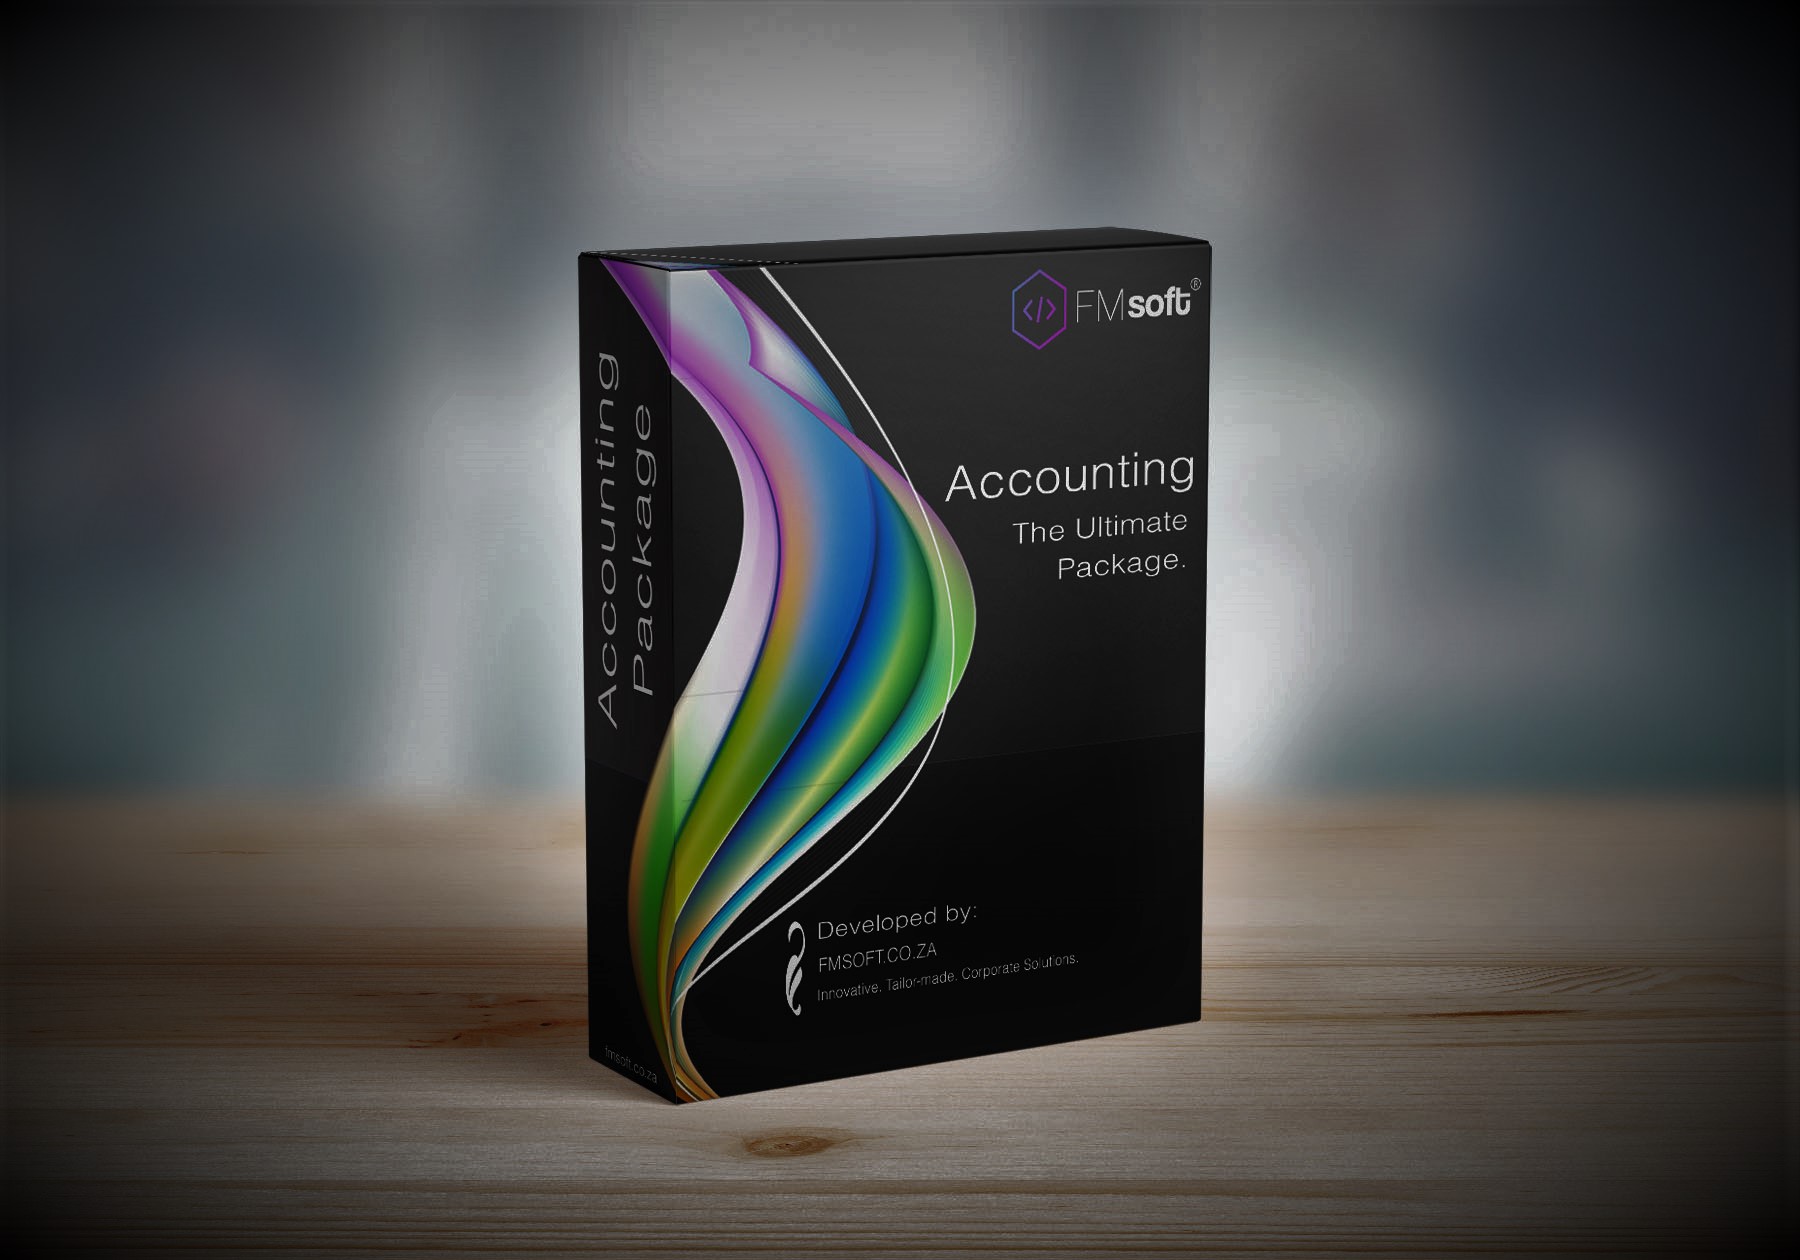 FMsoft®
Accounting
The Ultimate
Package.
Accounting
Package
Developed by:
FMSOFT.CO.ZA
Innovative. Tailor-made. Corporate Solutions.
fmsoft.co.za